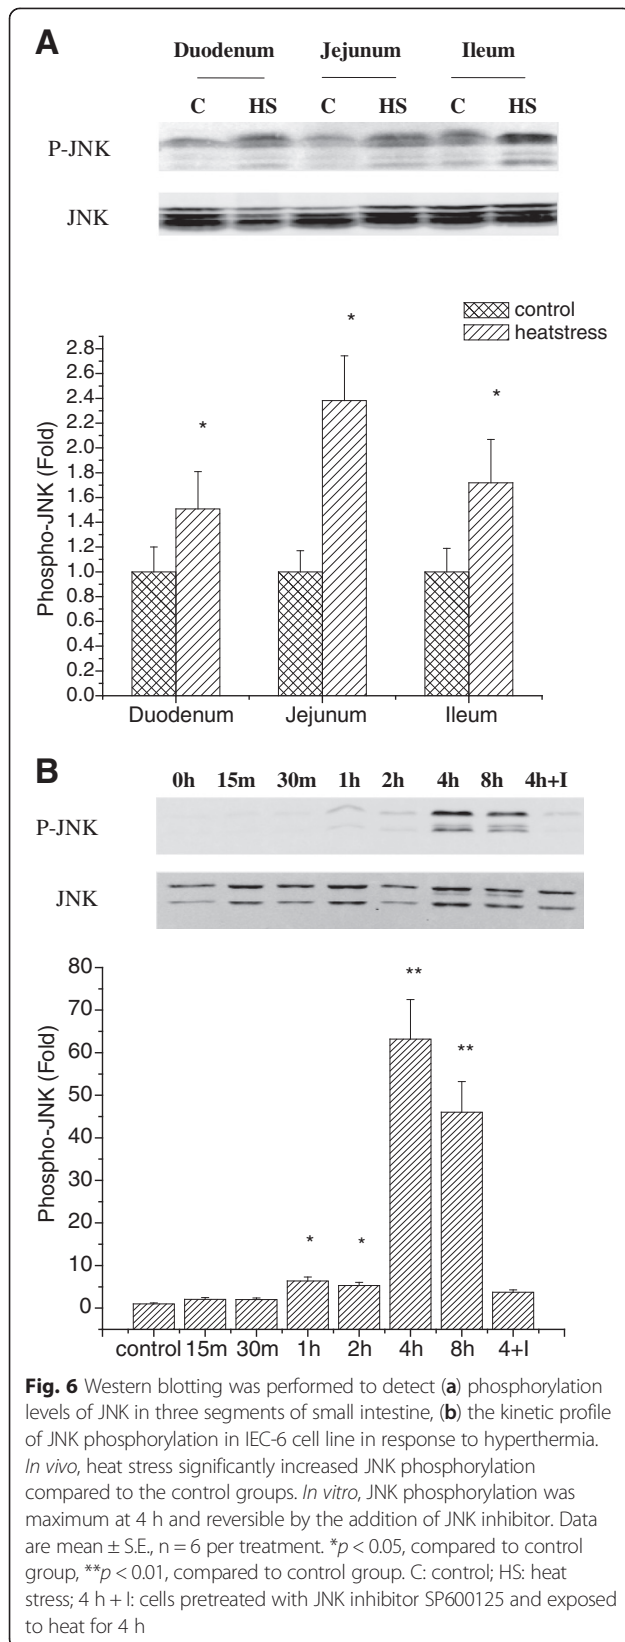 A
Duodenum Jejunum Ileum
C HS C HS C HS
P-JNK
JNK
control
heatstress
Phospho-JNK (Fold)
2.8
2.6
2.4
2.2
2.0
1.8
1.6
1.4
1.2
1.0
0.8
0.6
0.4
0.2
0.0
* * *
Duodenum Jejunum Ileum
B
0h 15m 30m 1h 2h 4h 8h 4h+I
P-JNK
JNK
Phospho-JNK (Fold)
80
70
60
50
40
30
20
10
0
* * ** **
control 15m 30m 1h 2h 4h 8h 4+I
Fig. 6 Western blotting was performed to detect (a) phosphorylation
levels of JNK in three segments of small intestine, (b) the kinetic profile
of JNK phosphorylation in IEC-6 cell line in response to hyperthermia.
In vivo, heat stress significantly increased JNK phosphorylation
compared to the control groups. In vitro, JNK phosphorylation was
maximum at 4 h and reversible by the addition of JNK inhibitor. Data
are mean ± S.E., n = 6 per treatment. *p < 0.05, compared to control
group, **p < 0.01, compared to control group. C: control; HS: heat
stress; 4 h + I: cells pretreated with JNK inhibitor SP600125 and exposed
to heat for 4 h